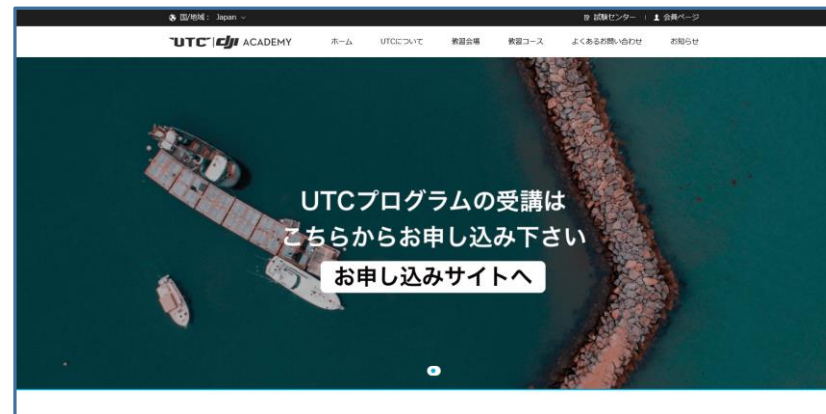 国/地域： Japan
試験センター | 会員ページ
UTC | dji ACADEMY
ホーム UTCについて 教習会場 教習コース よくあるお問い合わせ お知らせ
UTCプログラムの受講は
こちらからお申し込み下さい
お申し込みサイトへ